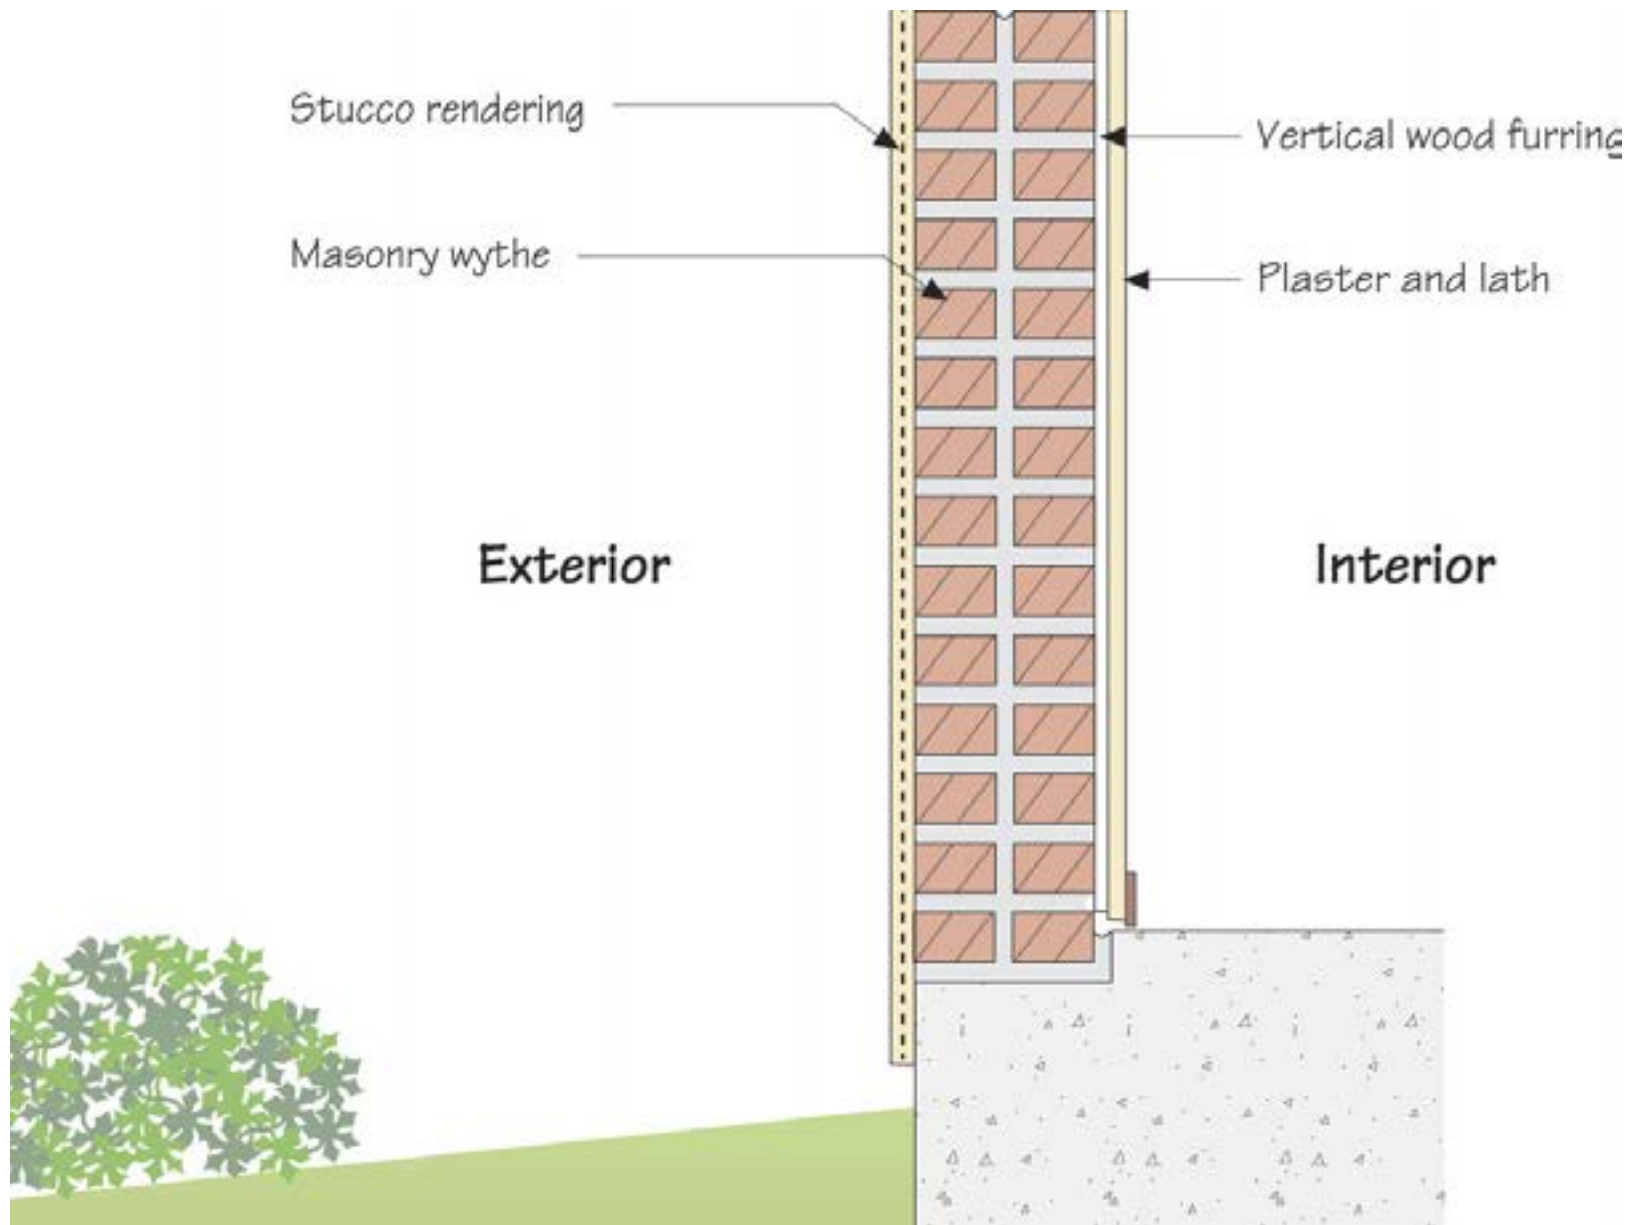 Stucco rendering
Vertical wood furring
Masonry wythe
Plaster and lath
Exterior
Interior